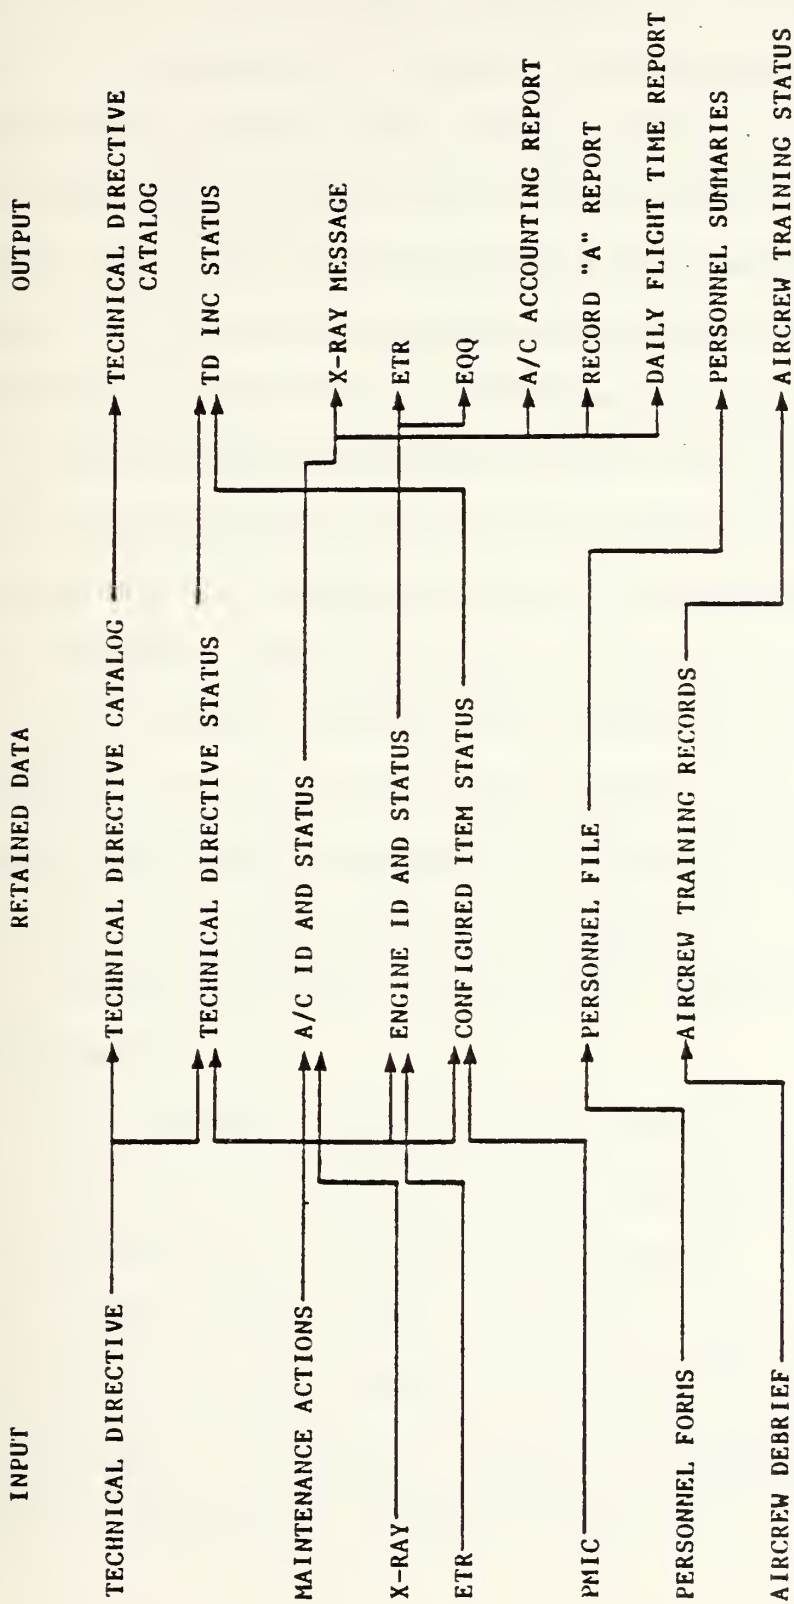 INPUT
RETAINED DATA
OUTPUT
TECHNICAL DIRECTIVE
TECHNICAL DIRECTIVE CATALOG
TECHNICAL DIRECTIVE
CATALOG
TECHNICAL DIRECTIVE STATUS
TD INC STATUS
MAINTENANCE ACTIONS
A/C ID AND STATUS
X-RAY MESSAGE
X-RAY
ENGINE ID AND STATUS
ETR
ETR
CONFIGURED ITEM STATUS
EQQ
A/C ACCOUNTING REPORT
PMIC
PERSONNEL FILE
RECORD "A" REPORT
DAILY FLIGHT TIME REPORT
PERSONNEL FORMS
AIRCREW TRAINING RECORDS
PERSONNEL SUMMARIES
AIRCREW DEBRIEF
AIRCREW TRAINING STATUS